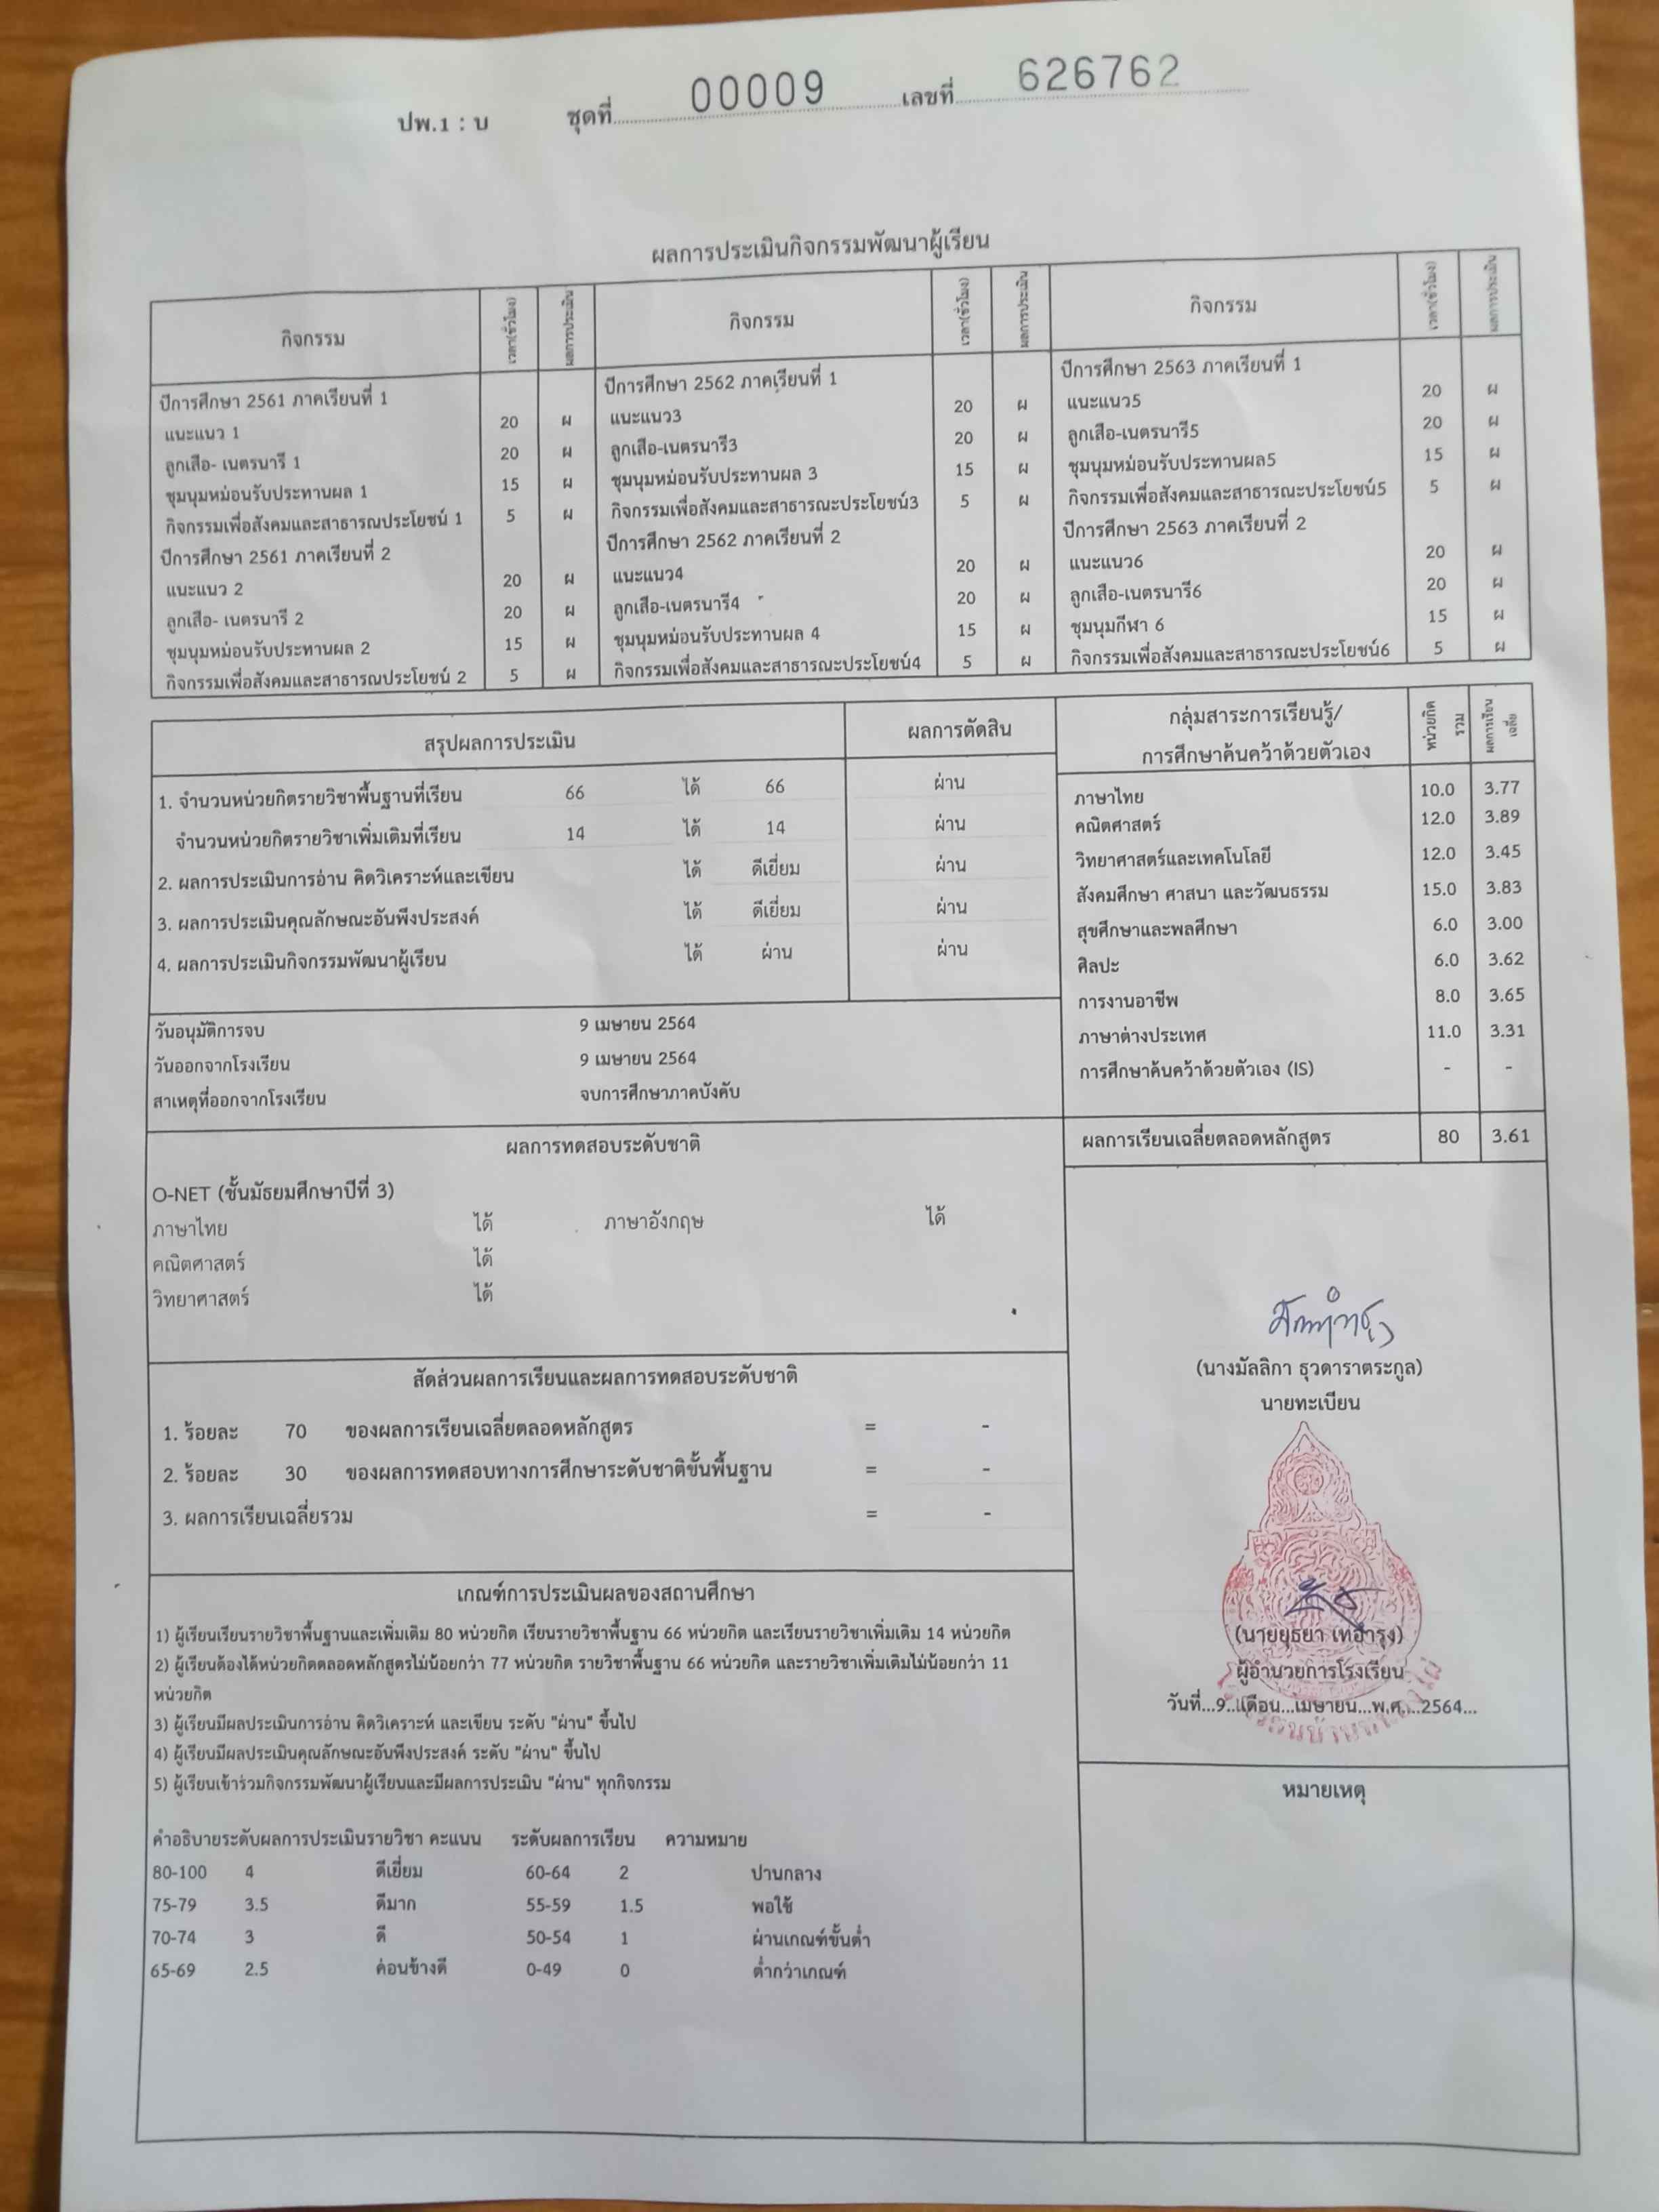 ปพ.1 : บ ชุดที่ 00009 เลขที่ 626762
ผลการประเมินกิจกรรมพัฒนาผู้เรียน
กิจกรรม เวลา(ชั่วโมง) ผลการประเมิน กิจกรรม เวลา(ชั่วโมง) ผลการประเมิน กิจกรรม เวลา(ชั่วโมง) ผลการประเมิน
ปีการศึกษา 2561 ภาคเรียนที่ 1
แนะแนว 1 20 ผ
ลูกเสือ- เนตรนารี 1 20 ผ
ชุมนุมหม่อนรับประทานผล 1 15 ผ
กิจกรรมเพื่อสังคมและสาธารณประโยชน์ 1 5 ผ
ปีการศึกษา 2561 ภาคเรียนที่ 2
แนะแนว 2 20 ผ
ลูกเสือ- เนตรนารี 2 20 ผ
ชุมนุมหม่อนรับประทานผล 2 15 ผ
กิจกรรมเพื่อสังคมและสาธารณประโยชน์ 2 5 ผ
ปีการศึกษา 2562 ภาคเรียนที่ 1
แนะแนว3 20 ผ
ลูกเสือ-เนตรนารี3 20 ผ
ชุมนุมหม่อนรับประทานผล 3 15 ผ
กิจกรรมเพื่อสังคมและสาธารณะประโยชน์3 5 ผ
ปีการศึกษา 2562 ภาคเรียนที่ 2
แนะแนว4 20 ผ
ลูกเสือ-เนตรนารี4 20 ผ
ชุมนุมหม่อนรับประทานผล 4 15 ผ
กิจกรรมเพื่อสังคมและสาธารณะประโยชน์4 5 ผ
ปีการศึกษา 2563 ภาคเรียนที่ 1
แนะแนว5 20 ผ
ลูกเสือ-เนตรนารี5 20 ผ
ชุมนุมหม่อนรับประทานผล5 15 ผ
กิจกรรมเพื่อสังคมและสาธารณะประโยชน์5 5 ผ
ปีการศึกษา 2563 ภาคเรียนที่ 2
แนะแนว6 20 ผ
ลูกเสือ-เนตรนารี6 20 ผ
ชุมนุมกีฬา 6 15 ผ
กิจกรรมเพื่อสังคมและสาธารณะประโยชน์6 5 ผ
สรุปผลการประเมิน ผลการตัดสิน
1. จำนวนหน่วยกิตรายวิชาพื้นฐานที่เรียน 66 ได้ 66 ผ่าน
จำนวนหน่วยกิตรายวิชาเพิ่มเติมที่เรียน 14 ได้ 14 ผ่าน
2. ผลการประเมินการอ่าน คิดวิเคราะห์และเขียน ได้ ดีเยี่ยม ผ่าน
3. ผลการประเมินคุณลักษณะอันพึงประสงค์ ได้ ดีเยี่ยม ผ่าน
4. ผลการประเมินกิจกรรมพัฒนาผู้เรียน ได้ ผ่าน ผ่าน
วันอนุมัติการจบ 9 เมษายน 2564
วันออกจากโรงเรียน 9 เมษายน 2564
สาเหตุที่ออกจากโรงเรียน จบการศึกษาภาคบังคับ
กลุ่มสาระการเรียนรู้/
การศึกษาค้นคว้าด้วยตัวเอง หน่วยกิตรวม ผลการเรียนเฉลี่ย
ภาษาไทย 10.0 3.77
คณิตศาสตร์ 12.0 3.89
วิทยาศาสตร์และเทคโนโลยี 12.0 3.45
สังคมศึกษา ศาสนา และวัฒนธรรม 15.0 3.83
สุขศึกษาและพลศึกษา 6.0 3.00
ศิลปะ 6.0 3.62
การงานอาชีพ 8.0 3.65
ภาษาต่างประเทศ 11.0 3.31
การศึกษาค้นคว้าด้วยตัวเอง (IS) - -
ผลการเรียนเฉลี่ยตลอดหลักสูตร 80 3.61
ผลการทดสอบระดับชาติ
O-NET (ชั้นมัธยมศึกษาปีที่ 3)
ภาษาไทย ได้ ภาษาอังกฤษ ได้
คณิตศาสตร์ ได้
วิทยาศาสตร์ ได้
สัดส่วนผลการเรียนและผลการทดสอบระดับชาติ
1. ร้อยละ 70 ของผลการเรียนเฉลี่ยตลอดหลักสูตร = -
2. ร้อยละ 30 ของผลการทดสอบทางการศึกษาระดับชาติขั้นพื้นฐาน = -
3. ผลการเรียนเฉลี่ยรวม = -
เกณฑ์การประเมินผลของสถานศึกษา
1) ผู้เรียนเรียนรายวิชาพื้นฐานและเพิ่มเติม 80 หน่วยกิต เรียนรายวิชาพื้นฐาน 66 หน่วยกิต และเรียนรายวิชาเพิ่มเติม 14 หน่วยกิต
2) ผู้เรียนต้องได้หน่วยกิตตลอดหลักสูตรไม่น้อยกว่า 77 หน่วยกิต รายวิชาพื้นฐาน 66 หน่วยกิต และรายวิชาเพิ่มเติมไม่น้อยกว่า 11
หน่วยกิต
3) ผู้เรียนมีผลประเมินการอ่าน คิดวิเคราะห์ และเขียน ระดับ "ผ่าน" ขึ้นไป
4) ผู้เรียนมีผลประเมินคุณลักษณะอันพึงประสงค์ ระดับ "ผ่าน" ขึ้นไป
5) ผู้เรียนเข้าร่วมกิจกรรมพัฒนาผู้เรียนและมีผลการประเมิน "ผ่าน" ทุกกิจกรรม
คำอธิบายระดับผลการประเมินรายวิชา คะแนน ระดับผลการเรียน ความหมาย
80-100 4 ดีเยี่ยม 60-64 2 ปานกลาง
75-79 3.5 ดีมาก 55-59 1.5 พอใช้
70-74 3 ดี 50-54 1 ผ่านเกณฑ์ขั้นต่ำ
65-69 2.5 ค่อนข้างดี 0-49 0 ต่ำกว่าเกณฑ์
(นางมัลลิกา ธุวดาราตระกูล)
นายทะเบียน
(นายยุธยา เทอำรุง)
ผู้อำนวยการโรงเรียน
วันที่...9...เดือน...เมษายน...พ.ศ....2564...
หมายเหตุ